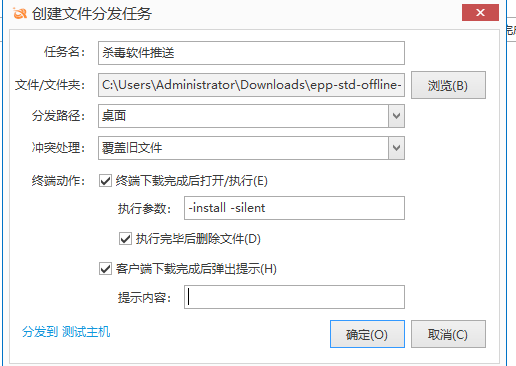 创建文件分发任务
任务名： 杀毒软件推送
文件/文件夹： C:\Users\Administrator\Downloads\epp-std-offline- 浏览(B)
分发路径： 桌面
冲突处理： 覆盖旧文件
终端动作： 终端下载完成后打开/执行(E)
执行参数： -install -silent
执行完毕后删除文件(D)
客户端下载完成后弹出提示(H)
提示内容：
分发到 测试主机 确定(O) 取消(C)